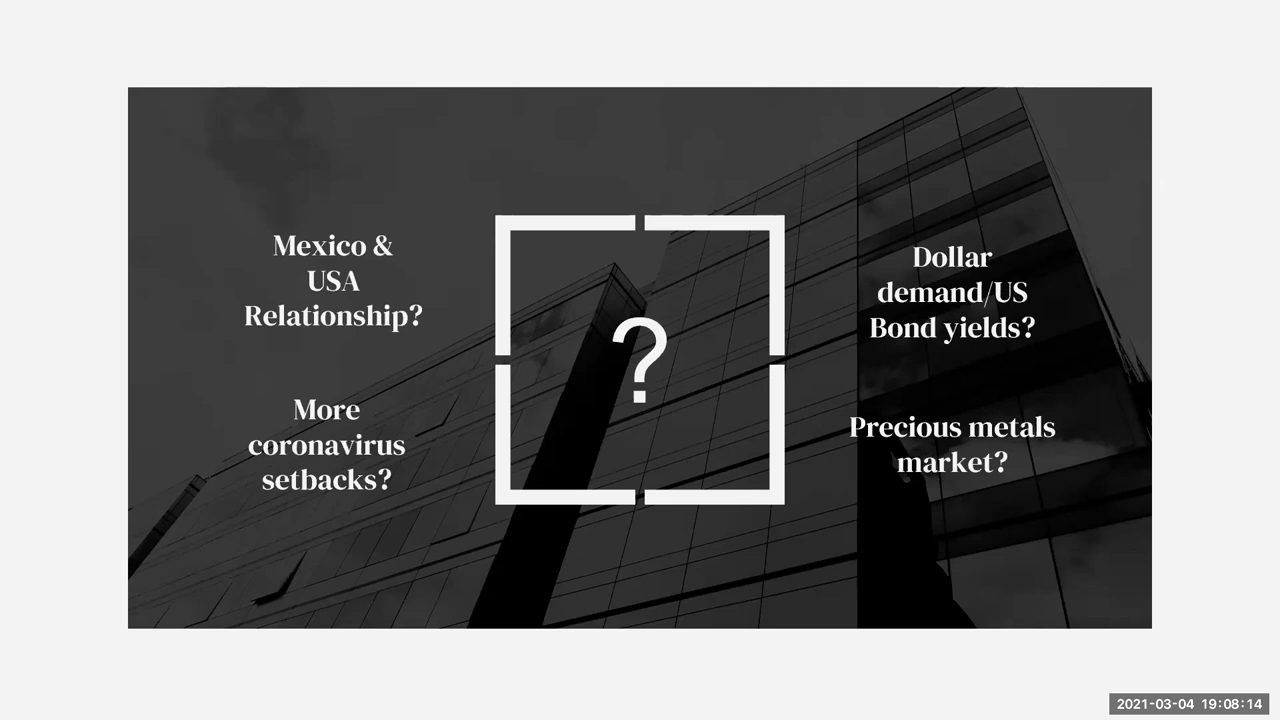 Mexico &
USA
Relationship?
More
coronavirus
setbacks?
?
Dollar
demand/US
Bond yields?
Precious metals
market?
2021-03-04 19:08:14